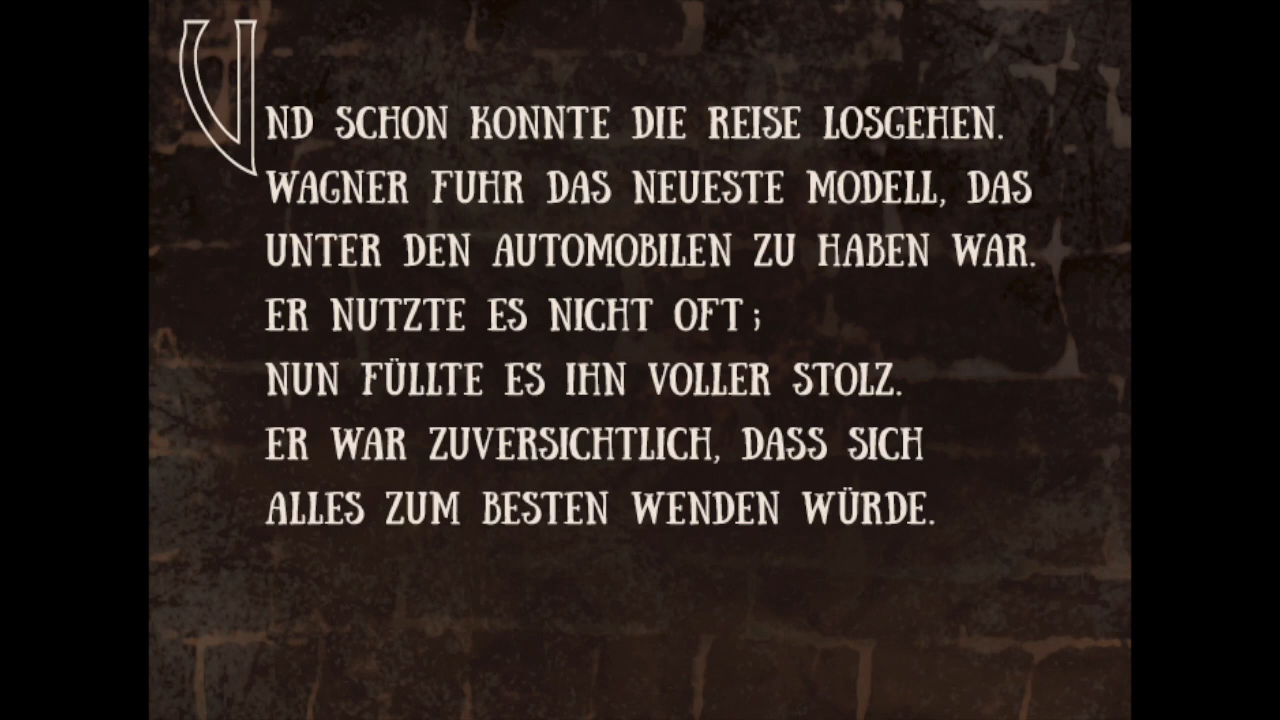 UND SCHON KONNTE DIE REISE LOSGEHEN.
WAGNER FUHR DAS NEUESTE MODELL, DAS
UNTER DEN AUTOMOBILEN ZU HABEN WAR.
ER NUTZTE ES NICHT OFT;
NUN FÜLLTE ES IHN VOLLER STOLZ.
ER WAR ZUVERSICHTLICH, DASS SICH
ALLES ZUM BESTEN WENDEN WÜRDE.